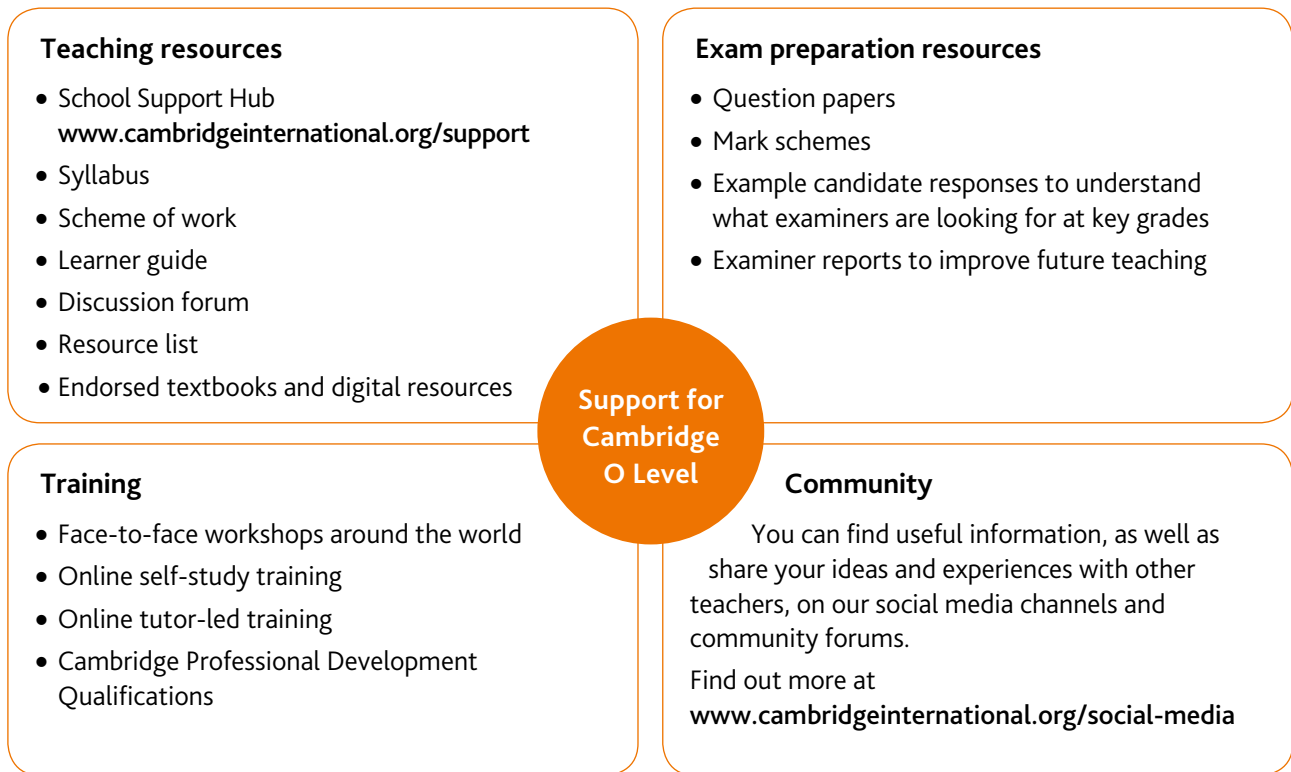 Teaching resources
• School Support Hub
www.cambridgeinternational.org/support
• Syllabus
• Scheme of work
• Learner guide
• Discussion forum
• Resource list
• Endorsed textbooks and digital resources
Exam preparation resources
• Question papers
• Mark schemes
• Example candidate responses to understand
what examiners are looking for at key grades
• Examiner reports to improve future teaching
Support for
Cambridge
O Level
Training
• Face-to-face workshops around the world
• Online self-study training
• Online tutor-led training
• Cambridge Professional Development
Qualifications
Community
You can find useful information, as well as
share your ideas and experiences with other
teachers, on our social media channels and
community forums.
Find out more at
www.cambridgeinternational.org/social-media